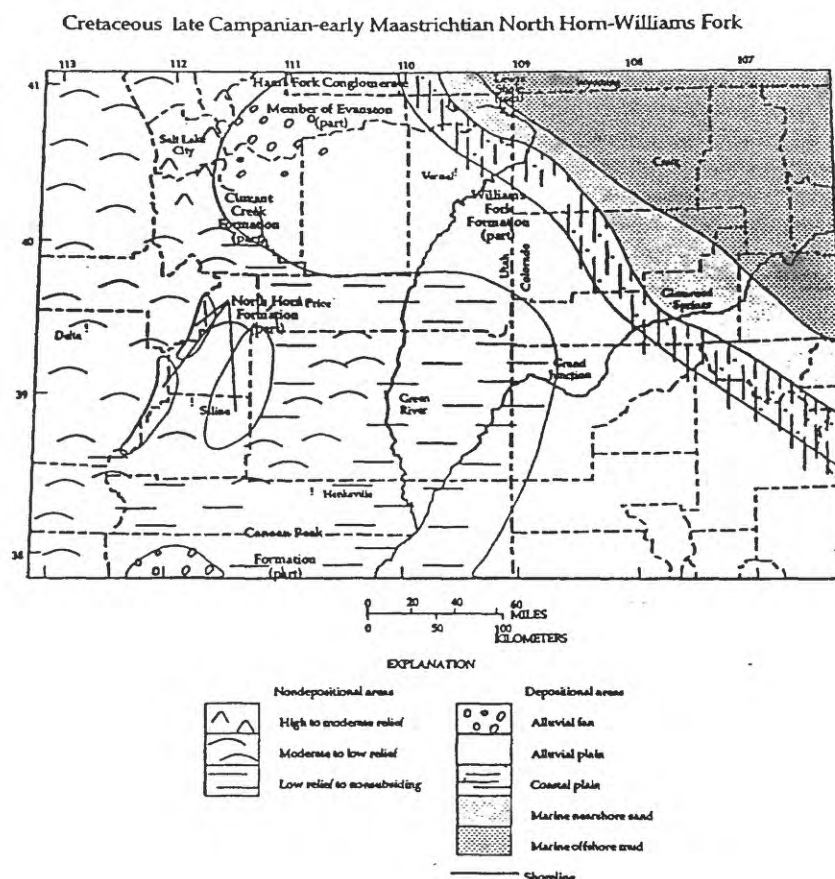 Cretaceous late Campanian-early Maastrichtian North Horn-Williams Fork
113 112 111 110 109 108 107
41
Hams Fork Conglomerate
Member of Evanston
(part)
Salt Lake
City
Craig
Vernal
Currant
Creek
Formation
(part)
Williams
Fork
Formation
(part)
40
Utah
Colorado
Glenwood
Springs
North Horn
Formation
(part)
Price
Delta
Grand
Junction
39
Green
River
Salina
Hanksville
Canaan Peak
38
Formation
(part)
0 20 40 60
MILES
0 50 100
KILOMETERS
EXPLANATION
Nondepositional areas
High to moderate relief
Moderate to low relief
Low relief to nonsubsiding
Depositional areas
Alluvial fan
Alluvial plain
Coastal plain
Marine nearshore sand
Marine offshore mud
Shoreline